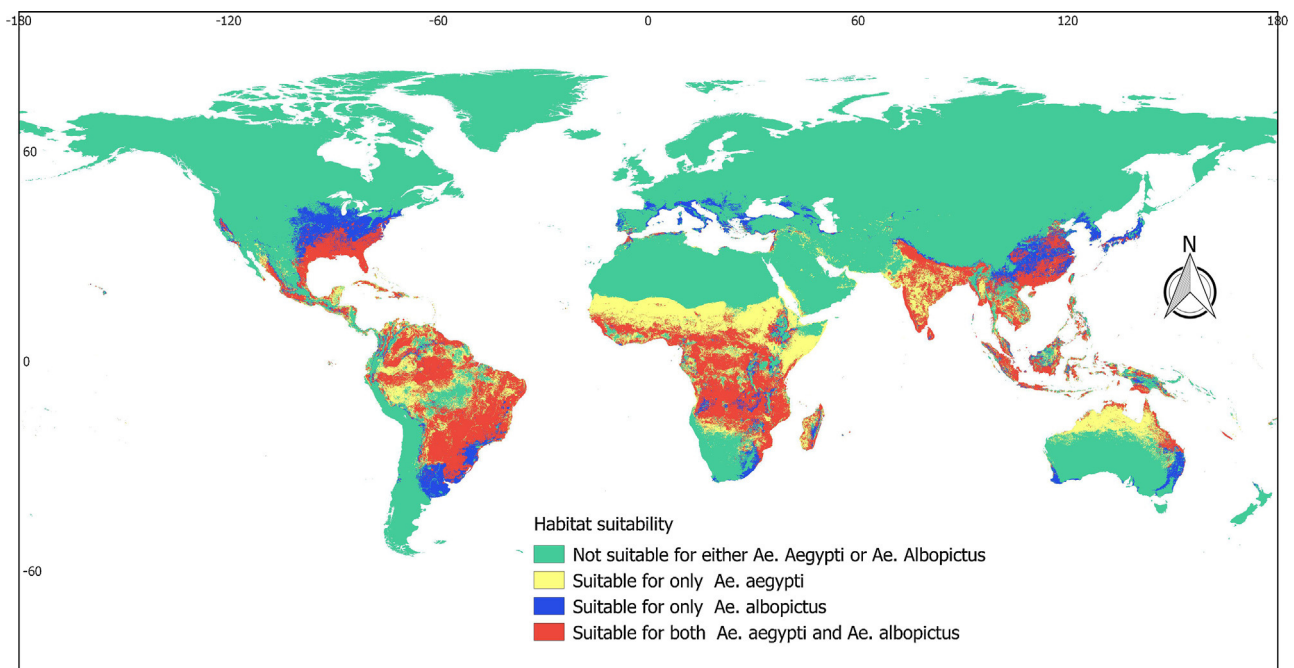 -180 -120 -60 0 60 120 180
60
N
0
-60
Habitat suitability
Not suitable for either Ae. Aegypti or Ae. Albopictus
Suitable for only Ae. aegypti
Suitable for only Ae. albopictus
Suitable for both Ae. aegypti and Ae. albopictus